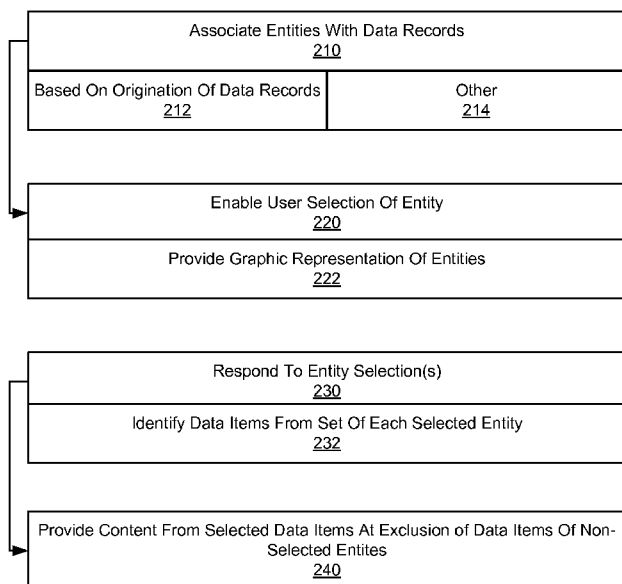 Associate Entities With Data Records
210
Based On Origination Of Data Records
212
Other
214
Enable User Selection Of Entity
220
Provide Graphic Representation Of Entities
222
Respond To Entity Selection(s)
230
Identify Data Items From Set Of Each Selected Entity
232
Provide Content From Selected Data Items At Exclusion of Data Items Of Non-
Selected Entites
240